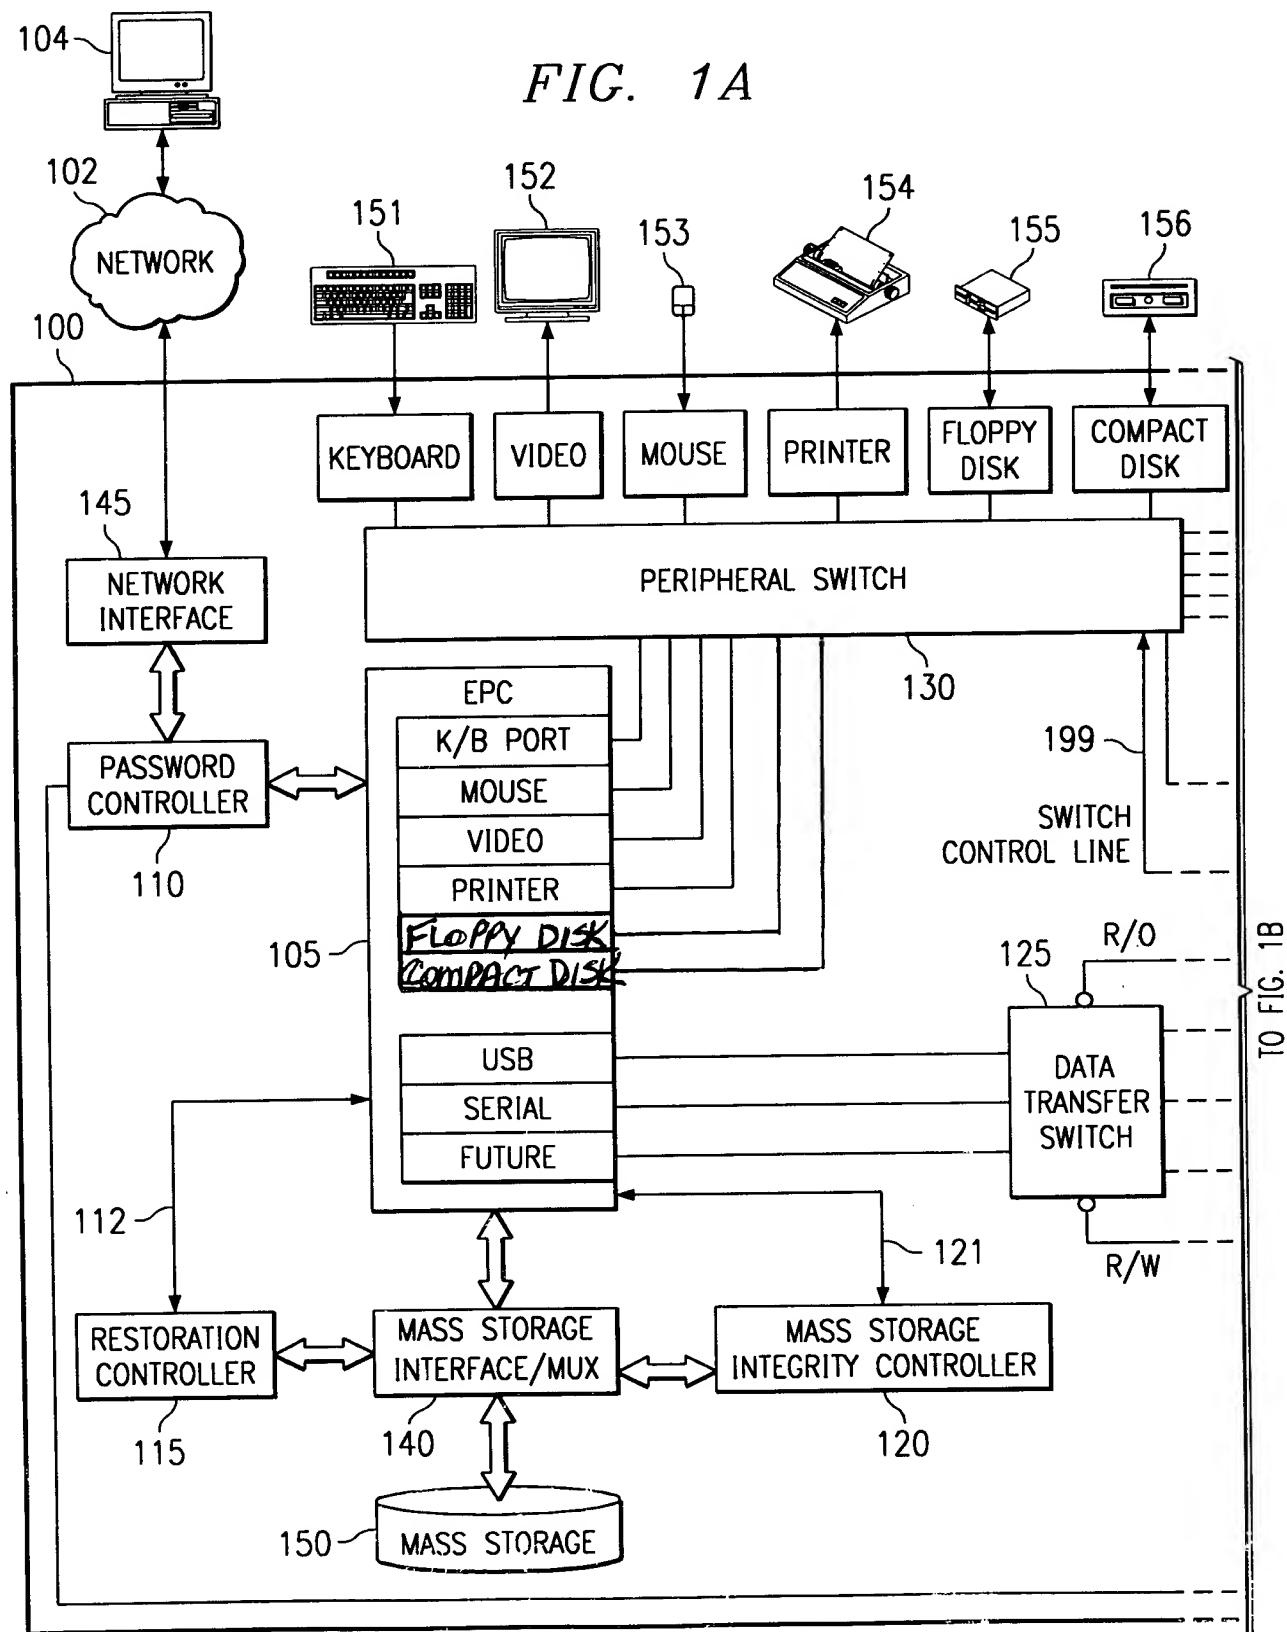 104
FIG. 1A
102
NETWORK
151
152
153
154
155
156
100
KEYBOARD
VIDEO
MOUSE
PRINTER
FLOPPY
DISK
COMPACT
DISK
145
NETWORK
INTERFACE
PERIPHERAL SWITCH
130
EPC
K/B PORT
MOUSE
VIDEO
PRINTER
FLOPPY DISK
COMPACT DISK
USB
SERIAL
FUTURE
105
PASSWORD
CONTROLLER
110
199
SWITCH
CONTROL LINE
R/O
125
DATA
TRANSFER
SWITCH
R/W
TO FIG. 1B
112
121
RESTORATION
CONTROLLER
115
MASS STORAGE
INTERFACE/MUX
140
MASS STORAGE
INTEGRITY CONTROLLER
120
150
MASS STORAGE